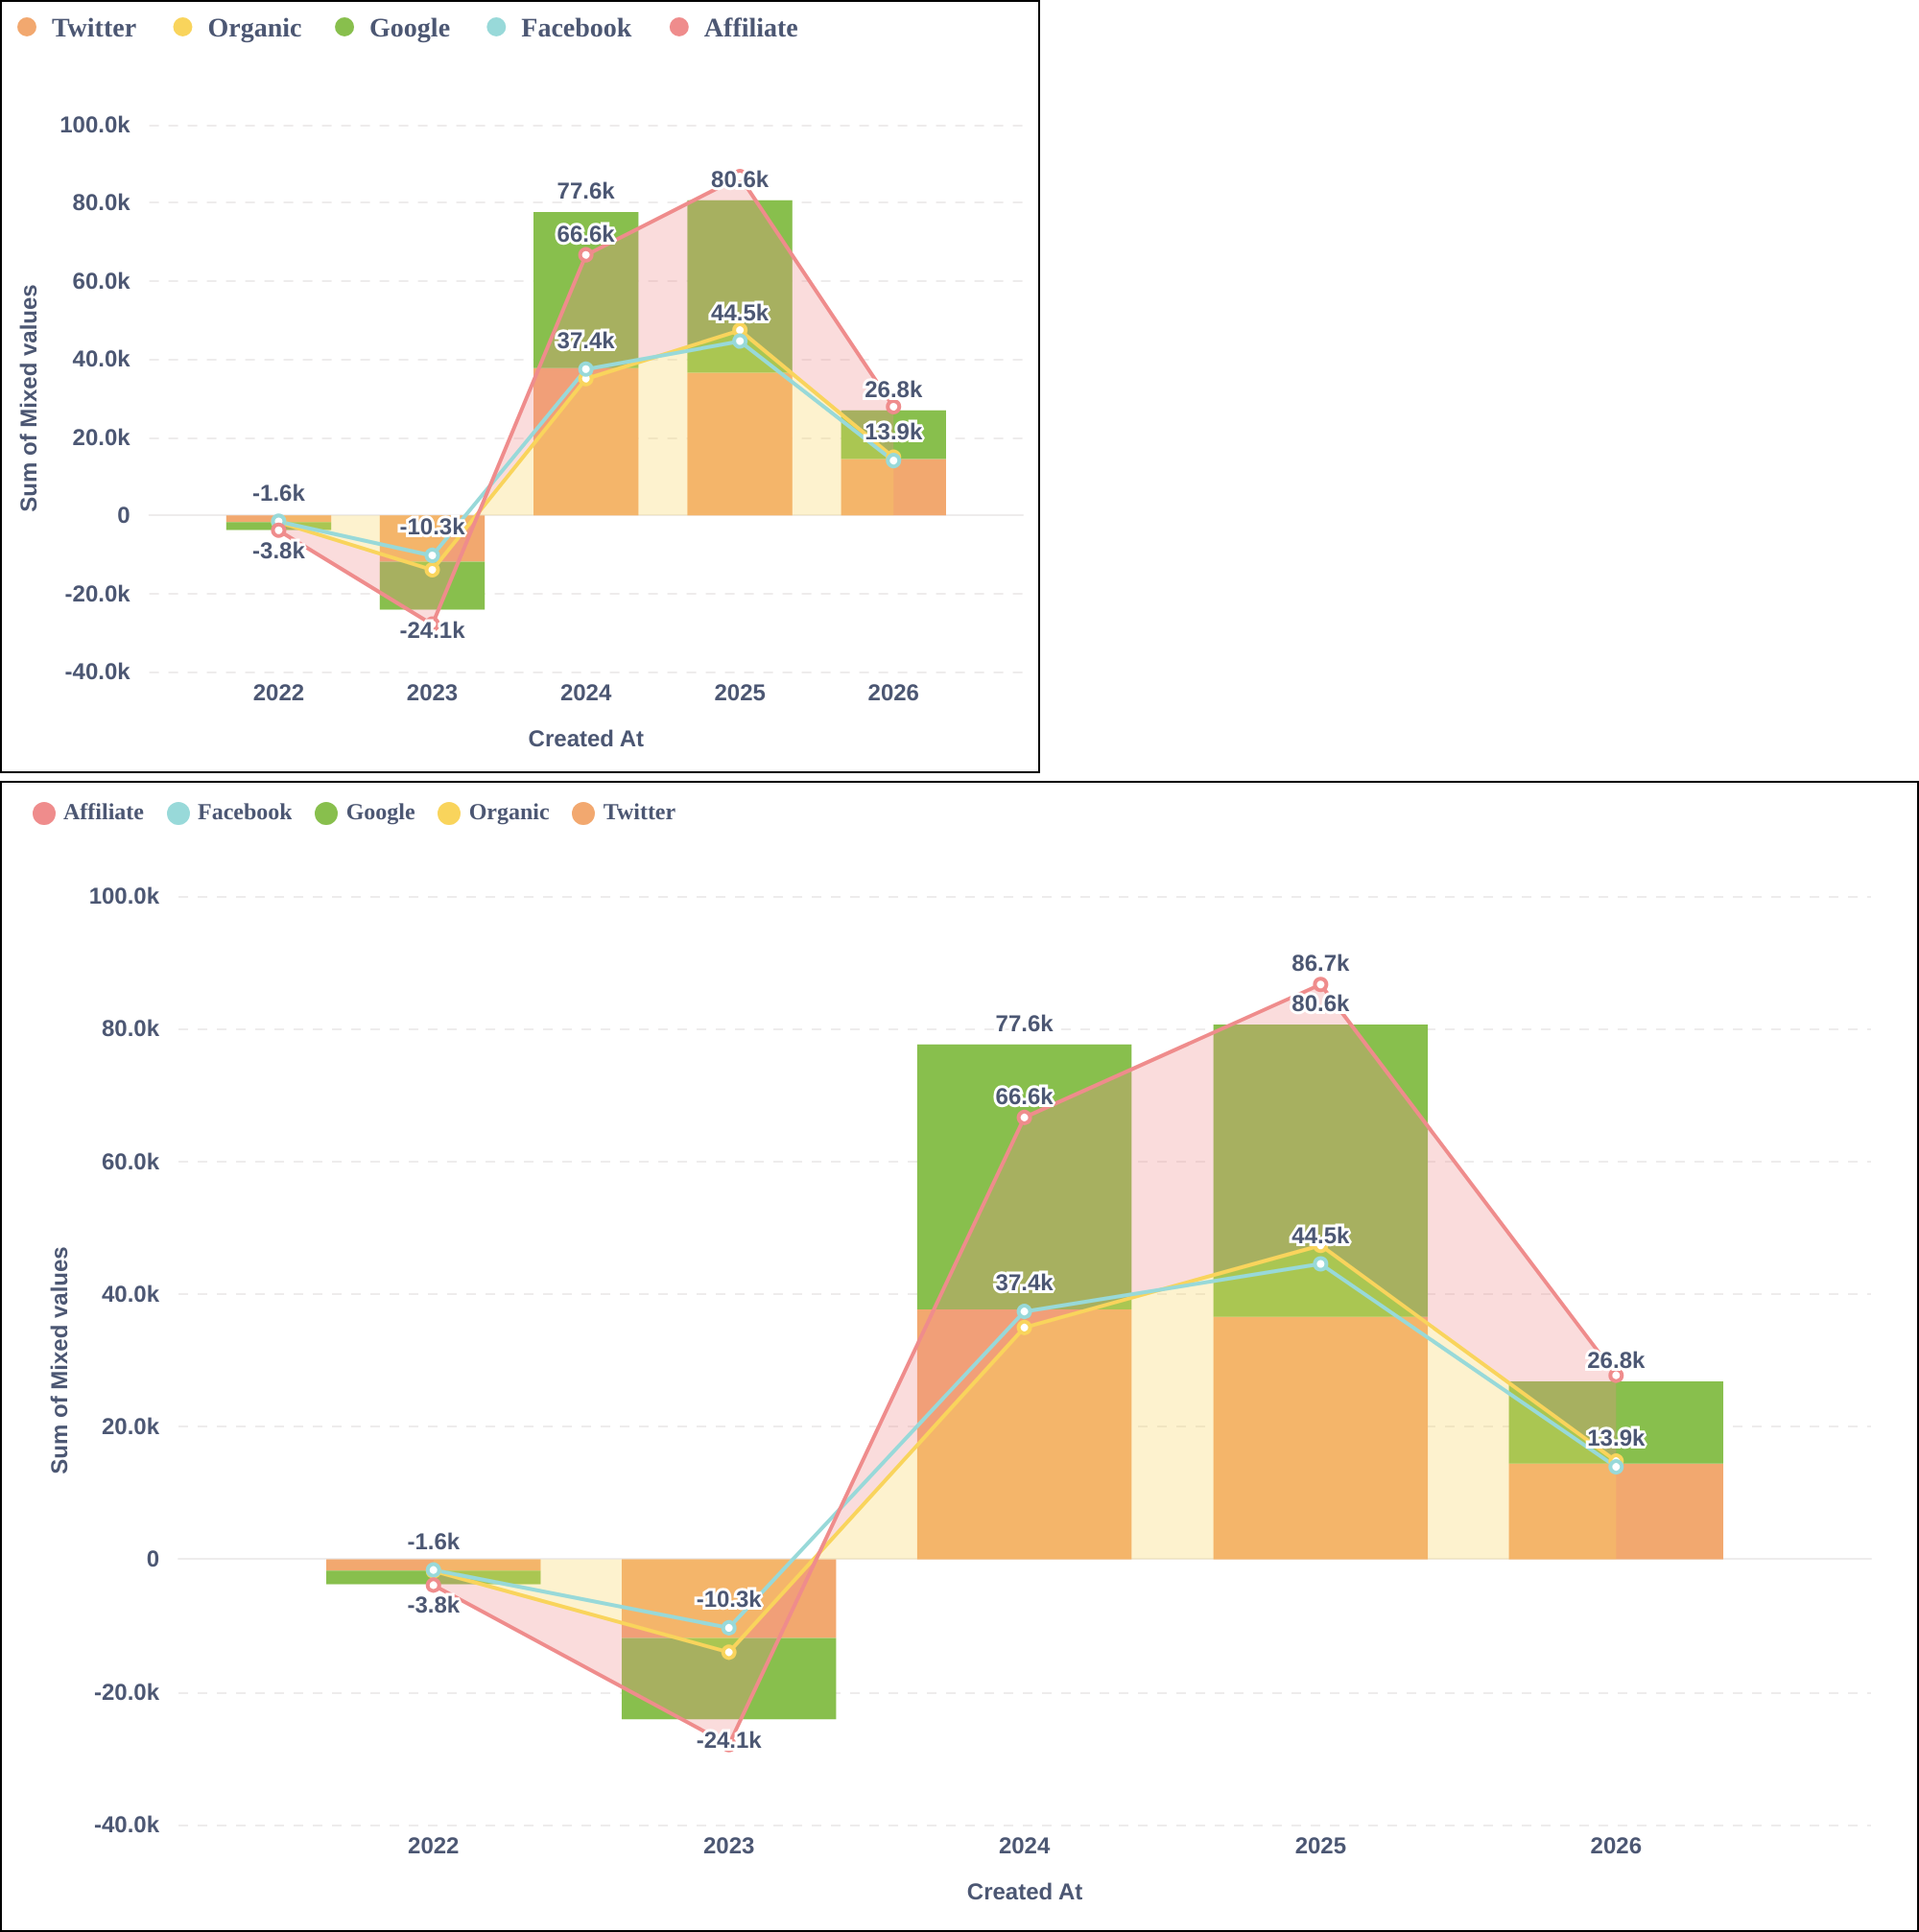 Twitter Organic Google Facebook Affiliate
100.0k
80.0k
60.0k
40.0k
20.0k
0
-20.0k
-40.0k
Sum of Mixed values
77.6k
80.6k
66.6k
44.5k
37.4k
26.8k
13.9k
-1.6k
-10.3k
-3.8k
-24.1k
2022 2023 2024 2025 2026
Created At
Affiliate Facebook Google Organic Twitter
100.0k
80.0k
60.0k
40.0k
20.0k
0
-20.0k
-40.0k
Sum of Mixed values
86.7k
80.6k
77.6k
66.6k
44.5k
37.4k
26.8k
13.9k
-1.6k
-10.3k
-3.8k
-24.1k
2022 2023 2024 2025 2026
Created At